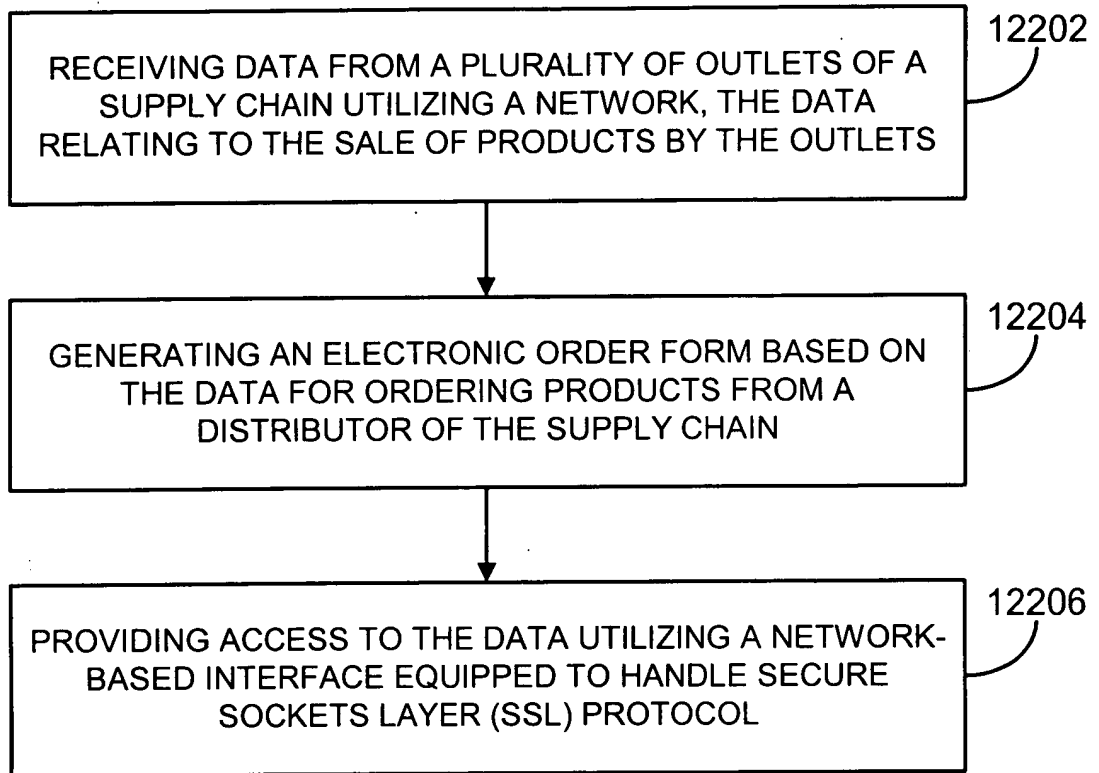 12202
RECEIVING DATA FROM A PLURALITY OF OUTLETS OF A
SUPPLY CHAIN UTILIZING A NETWORK, THE DATA
RELATING TO THE SALE OF PRODUCTS BY THE OUTLETS
12204
GENERATING AN ELECTRONIC ORDER FORM BASED ON
THE DATA FOR ORDERING PRODUCTS FROM A
DISTRIBUTOR OF THE SUPPLY CHAIN
12206
PROVIDING ACCESS TO THE DATA UTILIZING A NETWORK-
BASED INTERFACE EQUIPPED TO HANDLE SECURE
SOCKETS LAYER (SSL) PROTOCOL